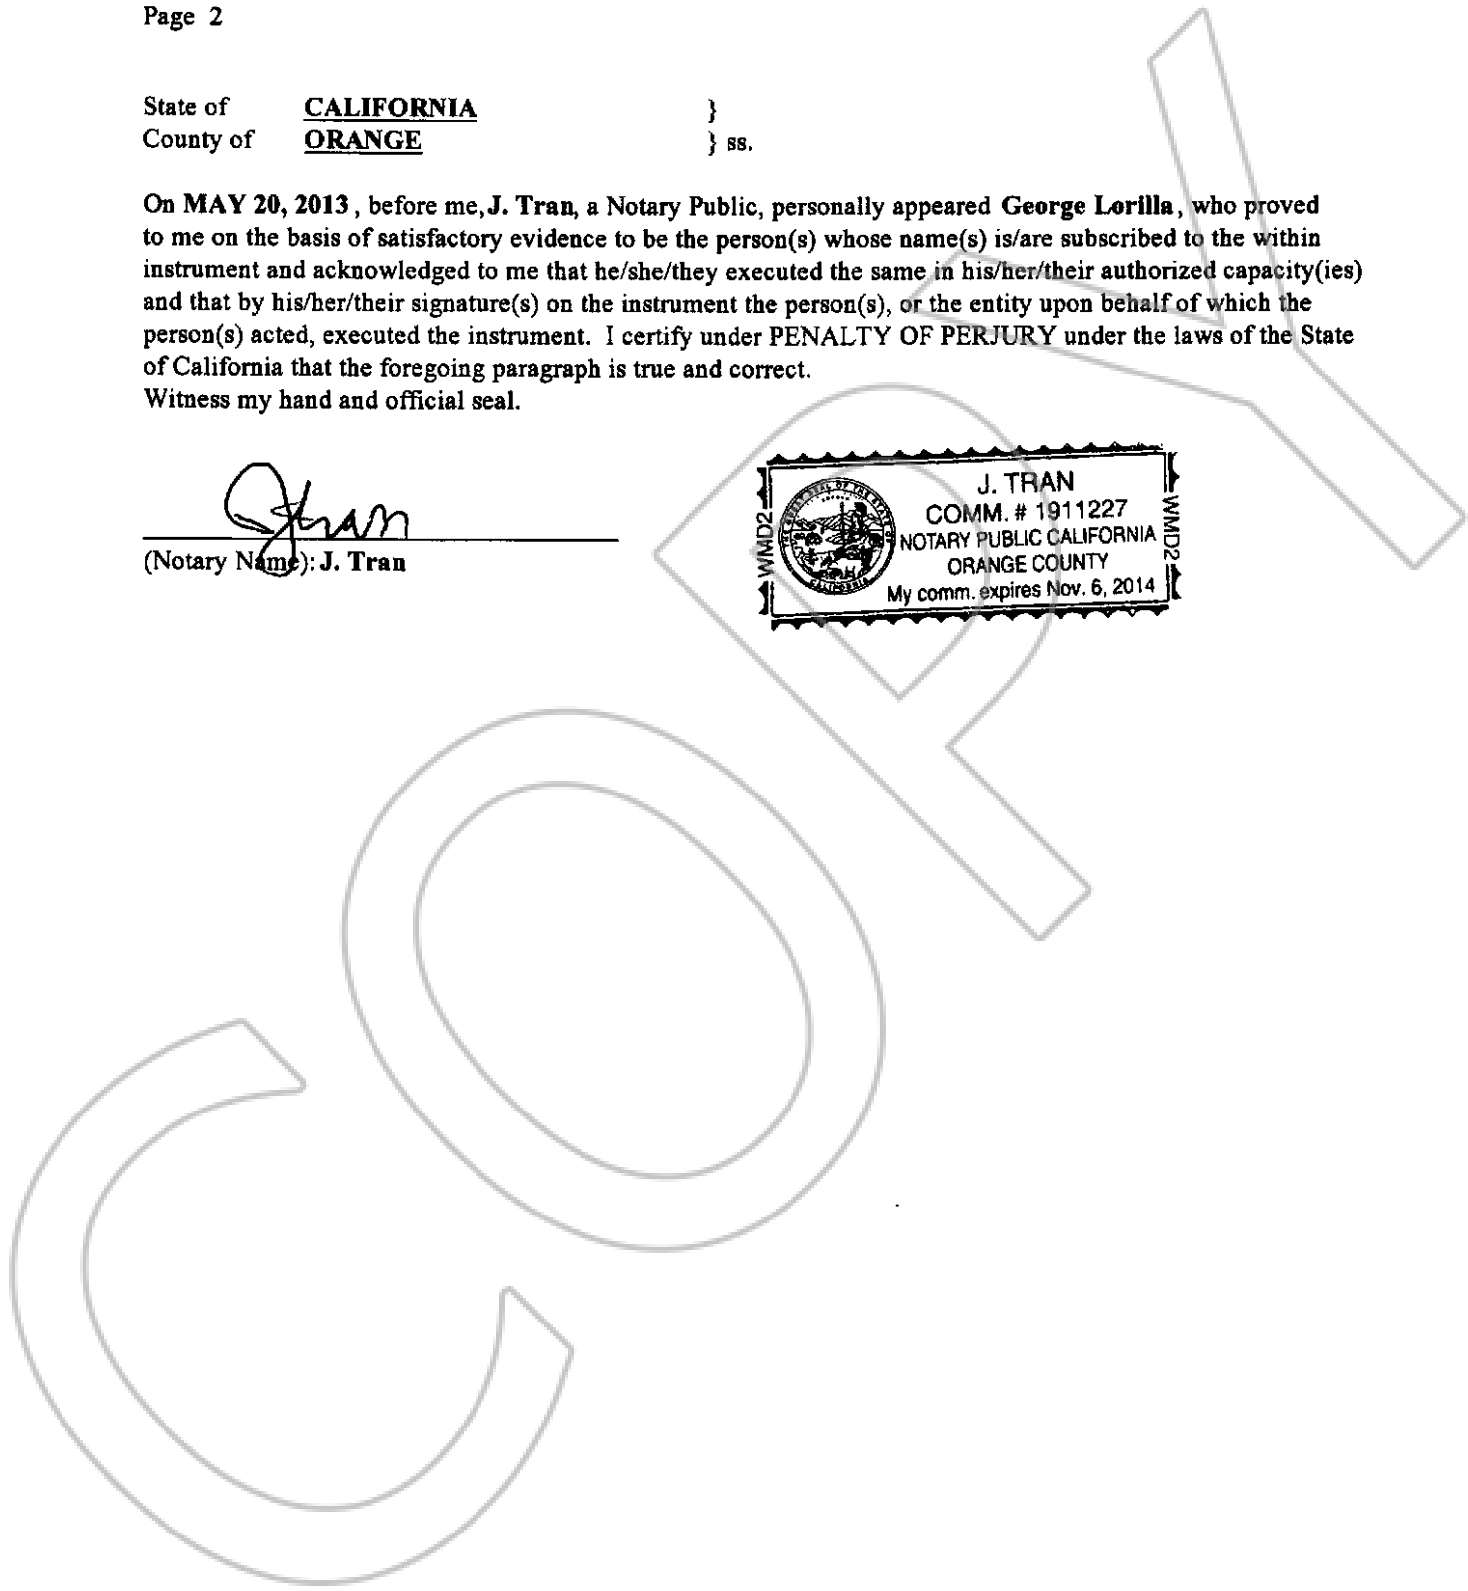 Page 2
State of CALIFORNIA }
County of ORANGE } ss.
On MAY 20, 2013, before me, J. Tran, a Notary Public, personally appeared George Lorilla, who proved
to me on the basis of satisfactory evidence to be the person(s) whose name(s) is/are subscribed to the within
instrument and acknowledged to me that he/she/they executed the same in his/her/their authorized capacity(ies)
and that by his/her/their signature(s) on the instrument the person(s), or the entity upon behalf of which the
person(s) acted, executed the instrument. I certify under PENALTY OF PERJURY under the laws of the State
of California that the foregoing paragraph is true and correct.
Witness my hand and official seal.
JTran
(Notary Name): J. Tran
WMD2
J. TRAN
COMM. # 1911227
NOTARY PUBLIC CALIFORNIA
ORANGE COUNTY
My comm. expires Nov. 6, 2014
WMD2
COPY